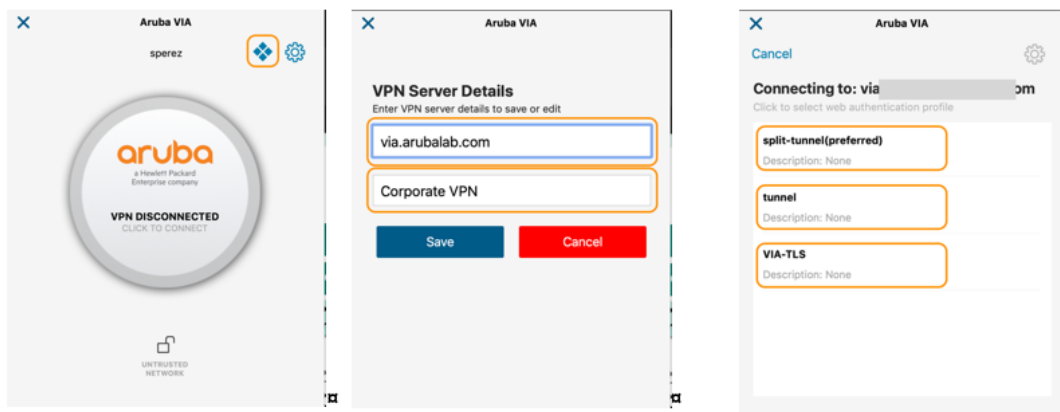 Aruba VIA
sperez
aruba
a Hewlett Packard
Enterprise company
VPN DISCONNECTED
CLICK TO CONNECT
UNTRUSTED
NETWORK
Aruba VIA
VPN Server Details
Enter VPN server details to save or edit
via.arubalab.com
Corporate VPN
Save
Cancel
Aruba VIA
Cancel
Connecting to: via om
Click to select web authentication profile
split-tunnel(preferred)
Description: None
tunnel
Description: None
VIA-TLS
Description: None